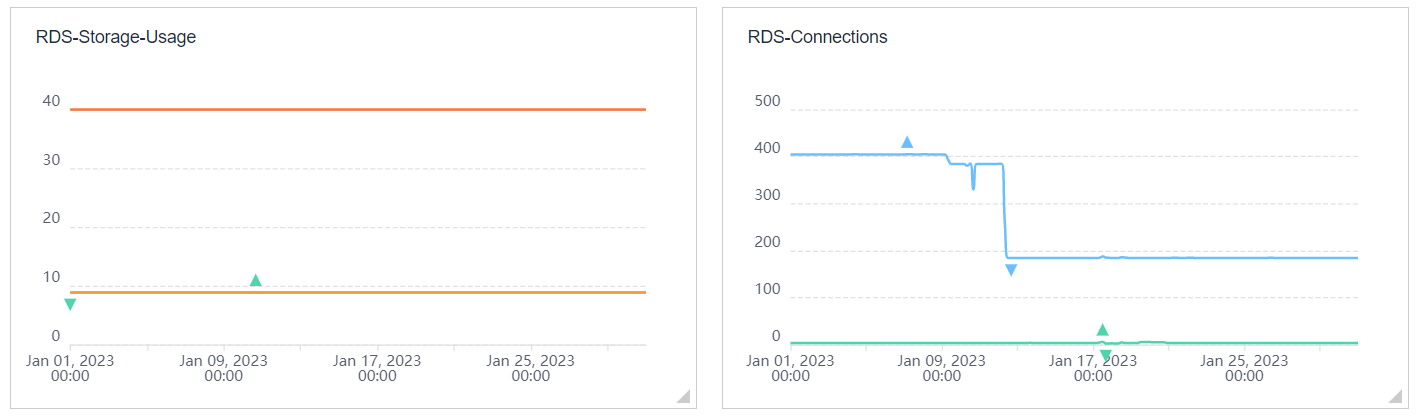 RDS-Storage-Usage
40
30
20
10
0
Jan 01, 2023 00:00
Jan 09, 2023 00:00
Jan 17, 2023 00:00
Jan 25, 2023 00:00
RDS-Connections
500
400
300
200
100
0
Jan 01, 2023 00:00
Jan 09, 2023 00:00
Jan 17, 2023 00:00
Jan 25, 2023 00:00